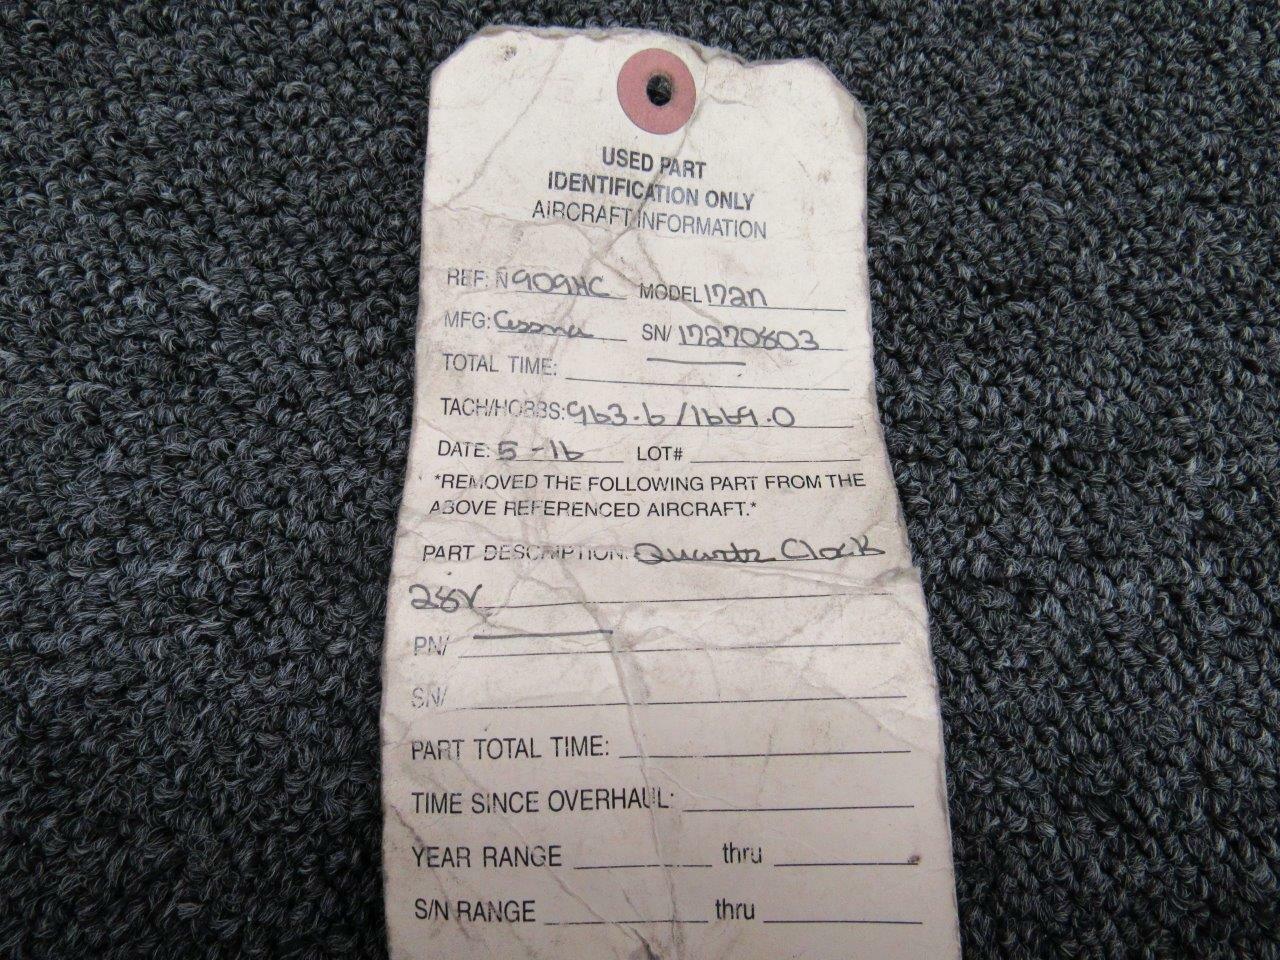 USED PART
IDENTIFICATION ONLY
AIRCRAFT INFORMATION
REF: N909HC MODEL 172n
MFG: Cessna SN/ 17270803
TOTAL TIME:
TACH/HOBBS: 963.6 / 1669.0
DATE: 5-16 LOT#
*REMOVED THE FOLLOWING PART FROM THE
ABOVE REFERENCED AIRCRAFT.*
PART DESCRIPTION: Quartz Clock
28V
PN/
SN/
PART TOTAL TIME:
TIME SINCE OVERHAUL:
YEAR RANGE thru
S/N RANGE thru